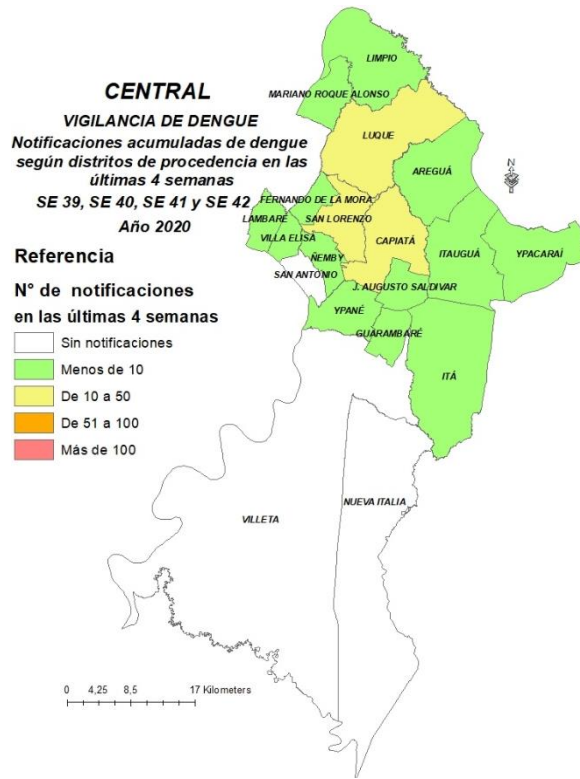 CENTRAL
VIGILANCIA DE DENGUE
Notificaciones acumuladas de dengue
según distritos de procedencia en las
últimas 4 semanas
SE 39, SE 40, SE 41 y SE 42
Año 2020
Referencia
N° de notificaciones
en las últimas 4 semanas
Sin notificaciones
Menos de 10
De 10 a 50
De 51 a 100
Más de 100
LIMPIO
MARIANO ROQUE ALONSO
LUQUE
AREGUÁ
N
FERNANDO DE LA MORA
LAMBARÉ
SAN LORENZO
VILLA ELISA
CAPIATÁ
ITAUGUÁ
YPACARAÍ
ÑEMBY
SAN ANTONIO
J. AUGUSTO SALDIVAR
YPANÉ
GUARAMBARÉ
ITÁ
NUEVA ITALIA
VILLETA
0 4,25 8,5 17 Kilometers